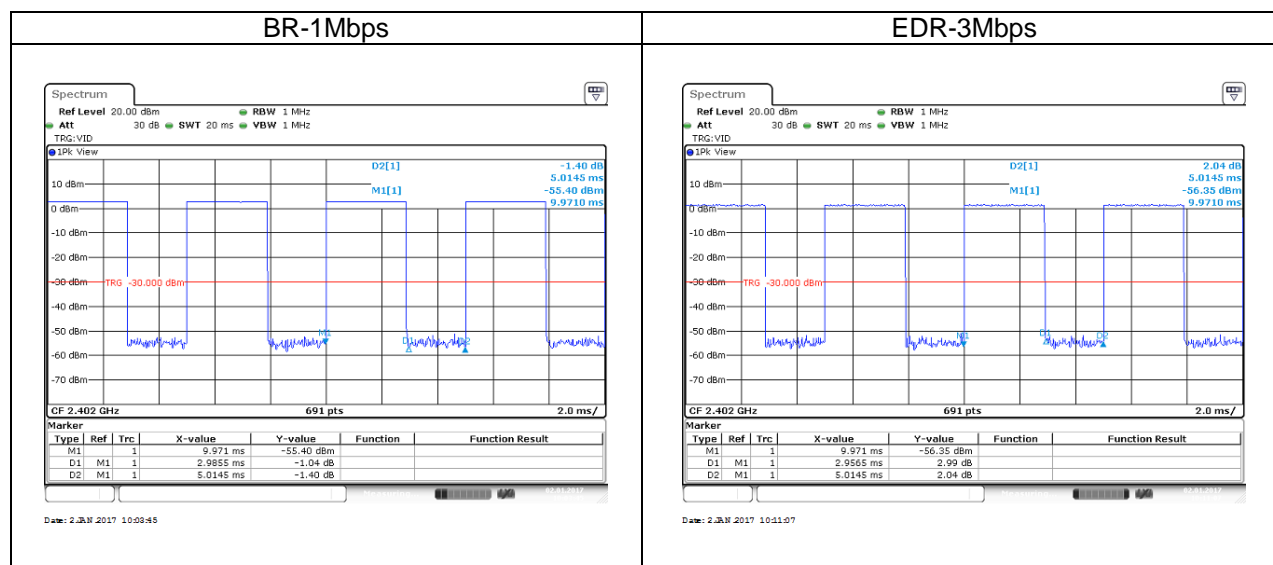 BR-1Mbps
EDR-3Mbps
Spectrum
Ref Level 20.00 dBm RBW 1 MHz
Att 30 dB SWT 20 ms VBW 1 MHz
TRG:VID
1Pk View
D2[1] -1.40 dB
5.0145 ms
M1[1] -55.40 dBm
9.9710 ms
10 dBm
0 dBm
-10 dBm
-20 dBm
-30 dBm
TRG -30.000 dBm
-40 dBm
-50 dBm
M1
-60 dBm
-70 dBm
CF 2.402 GHz 691 pts 2.0 ms/
Marker
Type Ref Trc X-value Y-value Function Function Result
M1 1 9.971 ms -55.40 dBm
D1 M1 1 2.9855 ms -1.04 dB
D2 M1 1 5.0145 ms -1.40 dB
02.01.2017
Date: 2.JAN.2017 10:03:45
Spectrum
Ref Level 20.00 dBm RBW 1 MHz
Att 30 dB SWT 20 ms VBW 1 MHz
TRG:VID
1Pk View
D2[1] 2.04 dB
5.0145 ms
M1[1] -56.35 dBm
9.9710 ms
10 dBm
0 dBm
-10 dBm
-20 dBm
-30 dBm
TRG -30.000 dBm
-40 dBm
-50 dBm
M1 D1 D2
-60 dBm
-70 dBm
CF 2.402 GHz 691 pts 2.0 ms/
Marker
Type Ref Trc X-value Y-value Function Function Result
M1 1 9.971 ms -56.35 dBm
D1 M1 1 2.9565 ms 2.99 dB
D2 M1 1 5.0145 ms 2.04 dB
Date: 2.JAN.2017 10:11:07